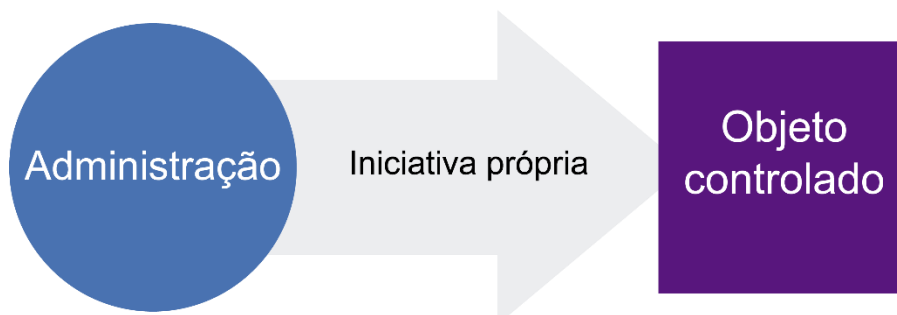 Administração
Iniciativa própria
Objeto
controlado